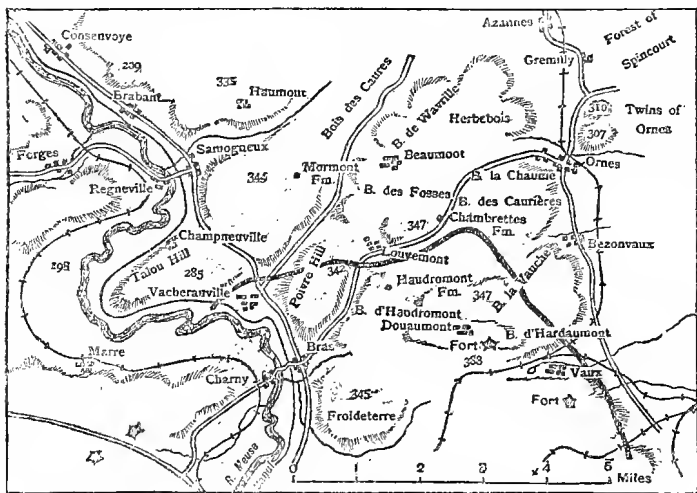 Azannes
Forest of
Spincourt
Gremilly
Consenvoye
239
Brabant
335
Haumont
Bois des Caures
B. de Wavrille
Herbebois
310
307
Twins of
Ornes
Forges
Samogneux
Regneville
345
Mormont
Fm.
Beaumont
B. des Fosses
B. la Chaume
Ornes
B. des Caurières
Chambrettes
Fm.
347
Bezonvaux
Champneuville
Talou Hill
285
Vacherauville
Poivre Hill
342
Louvemont
Haudromont
Fm.
347
B. la Vauche
B. d'Haudromont
Douaumont
Fort
388
B. d'Hardaumont
Vaux
Fort
Marre
Charny
Bras
345
Froideterre
R. Meuse
Canal
0 1 2 3 4 5
Miles